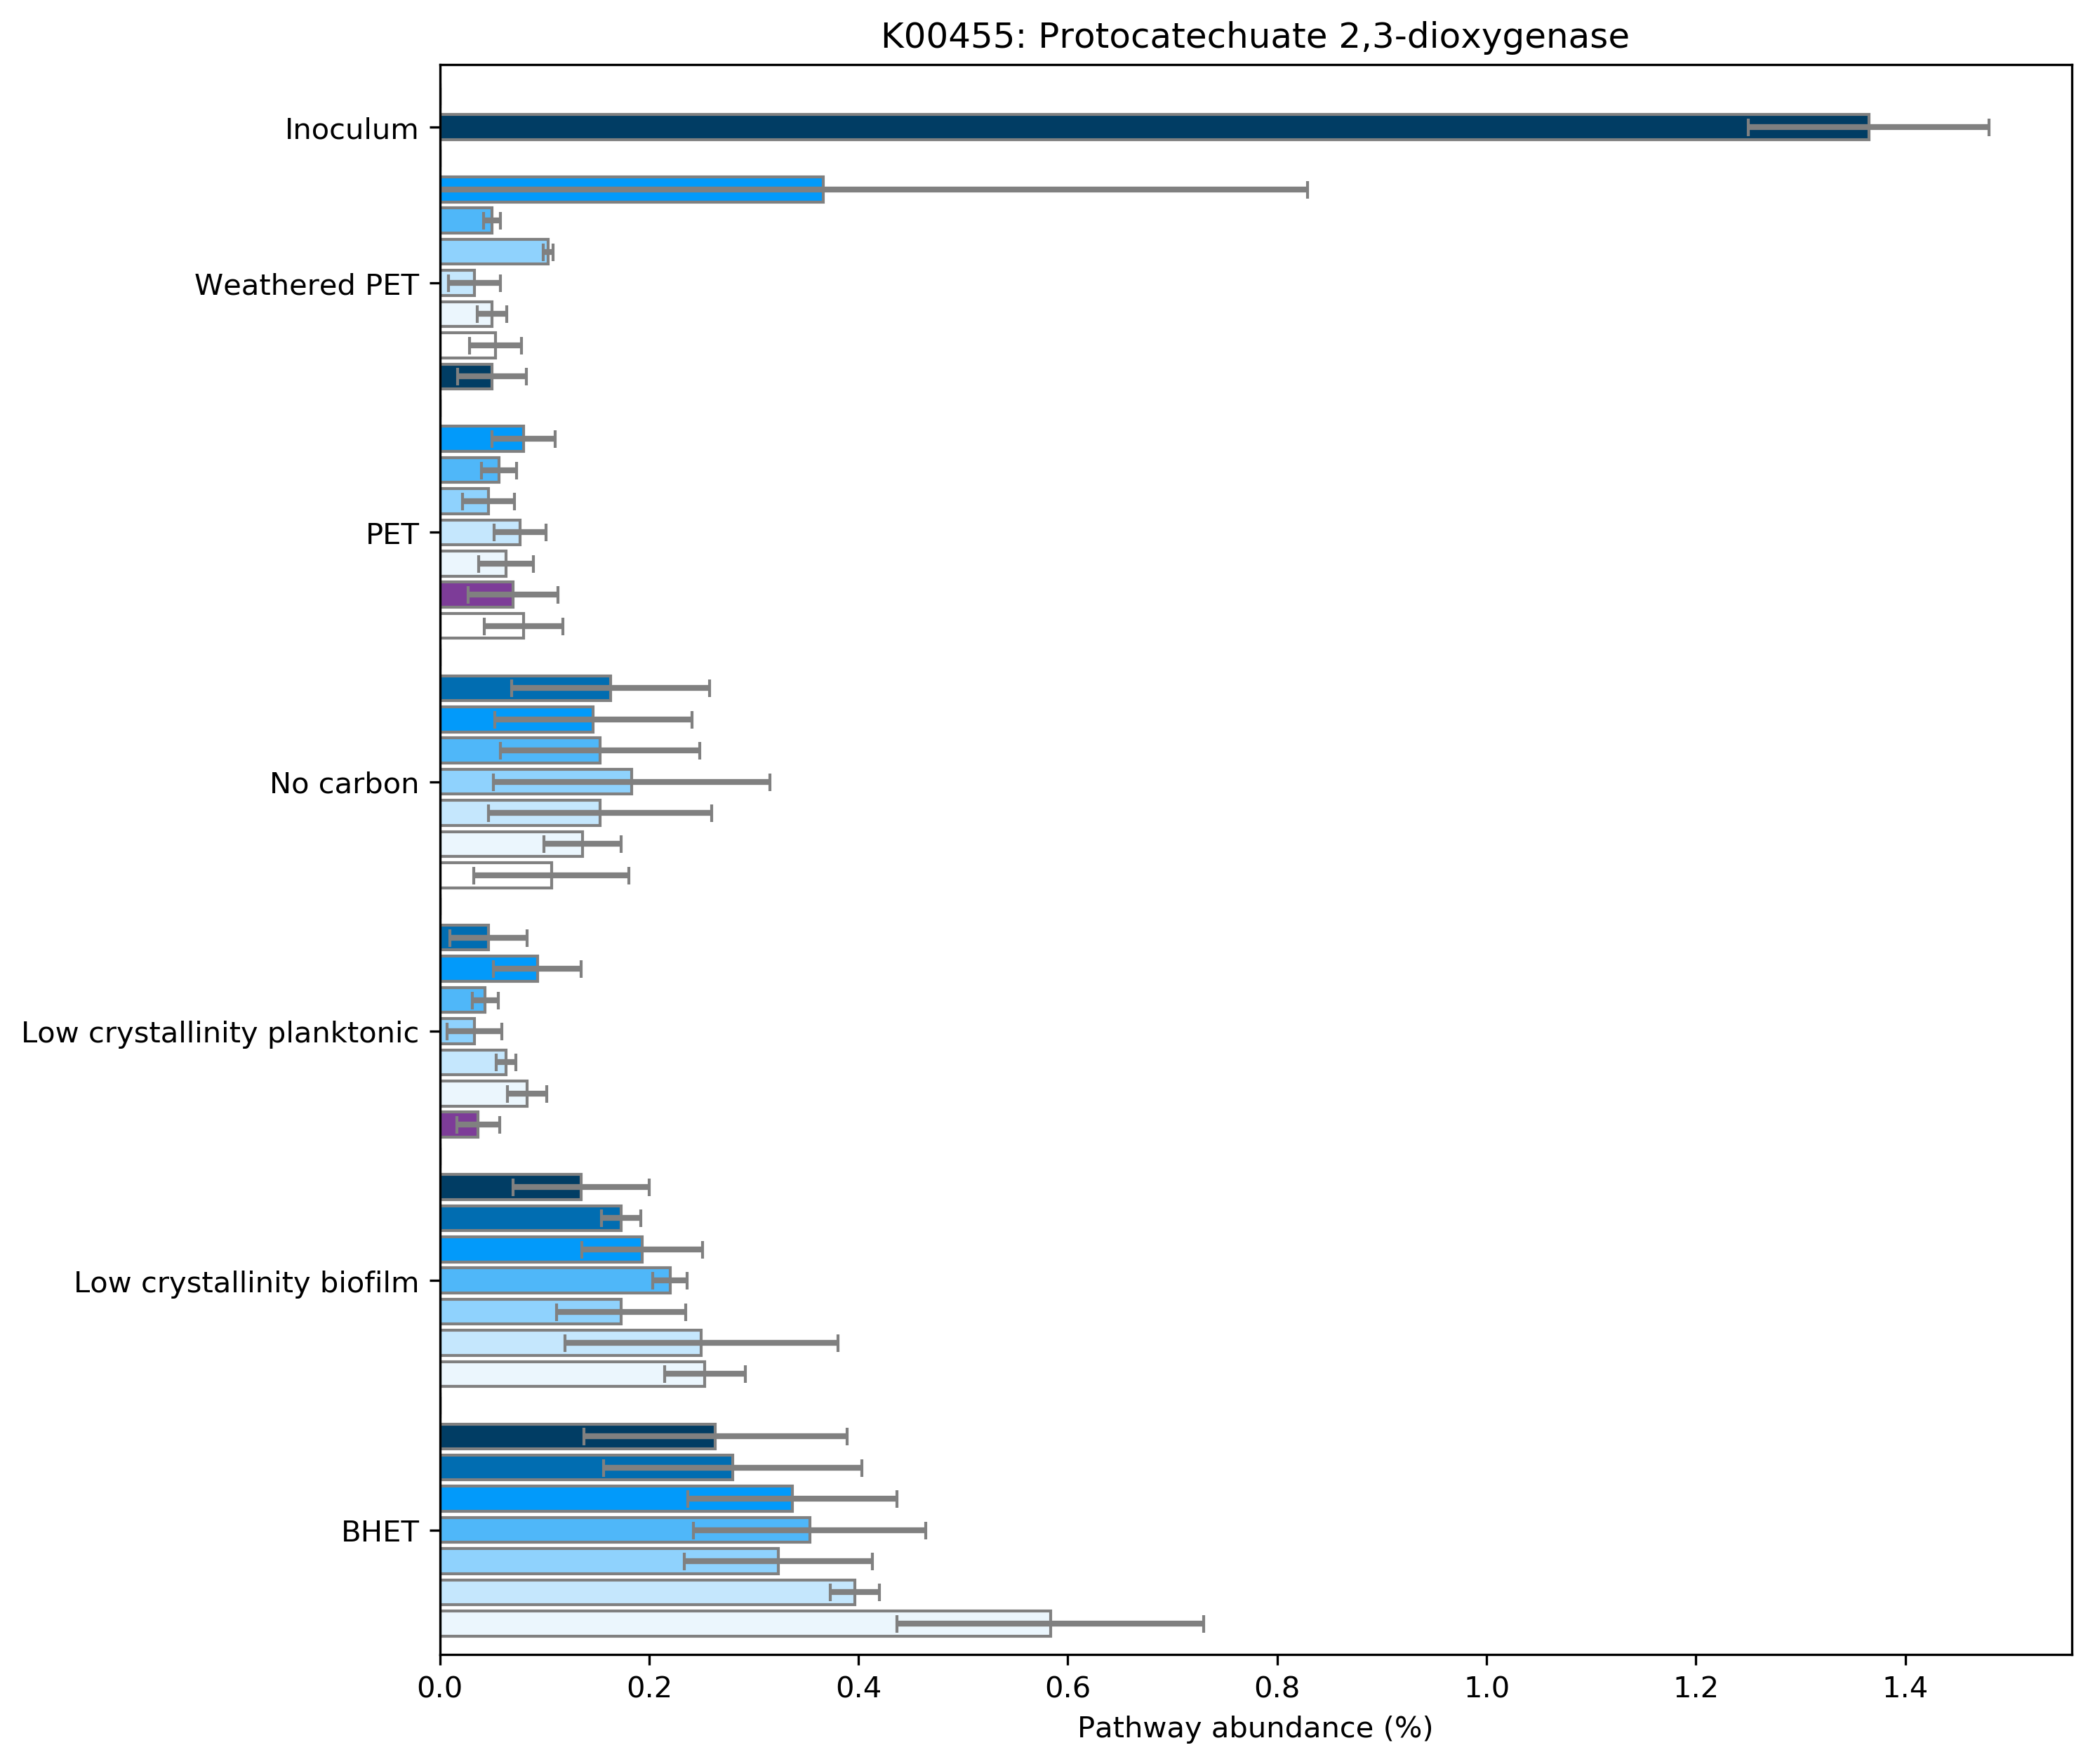 K00455: Protocatechuate 2,3-dioxygenase
Inoculum
Weathered PET
PET
No carbon
Low crystallinity planktonic
Low crystallinity biofilm
BHET
0.0 0.2 0.4 0.6 0.8 1.0 1.2 1.4
Pathway abundance (%)